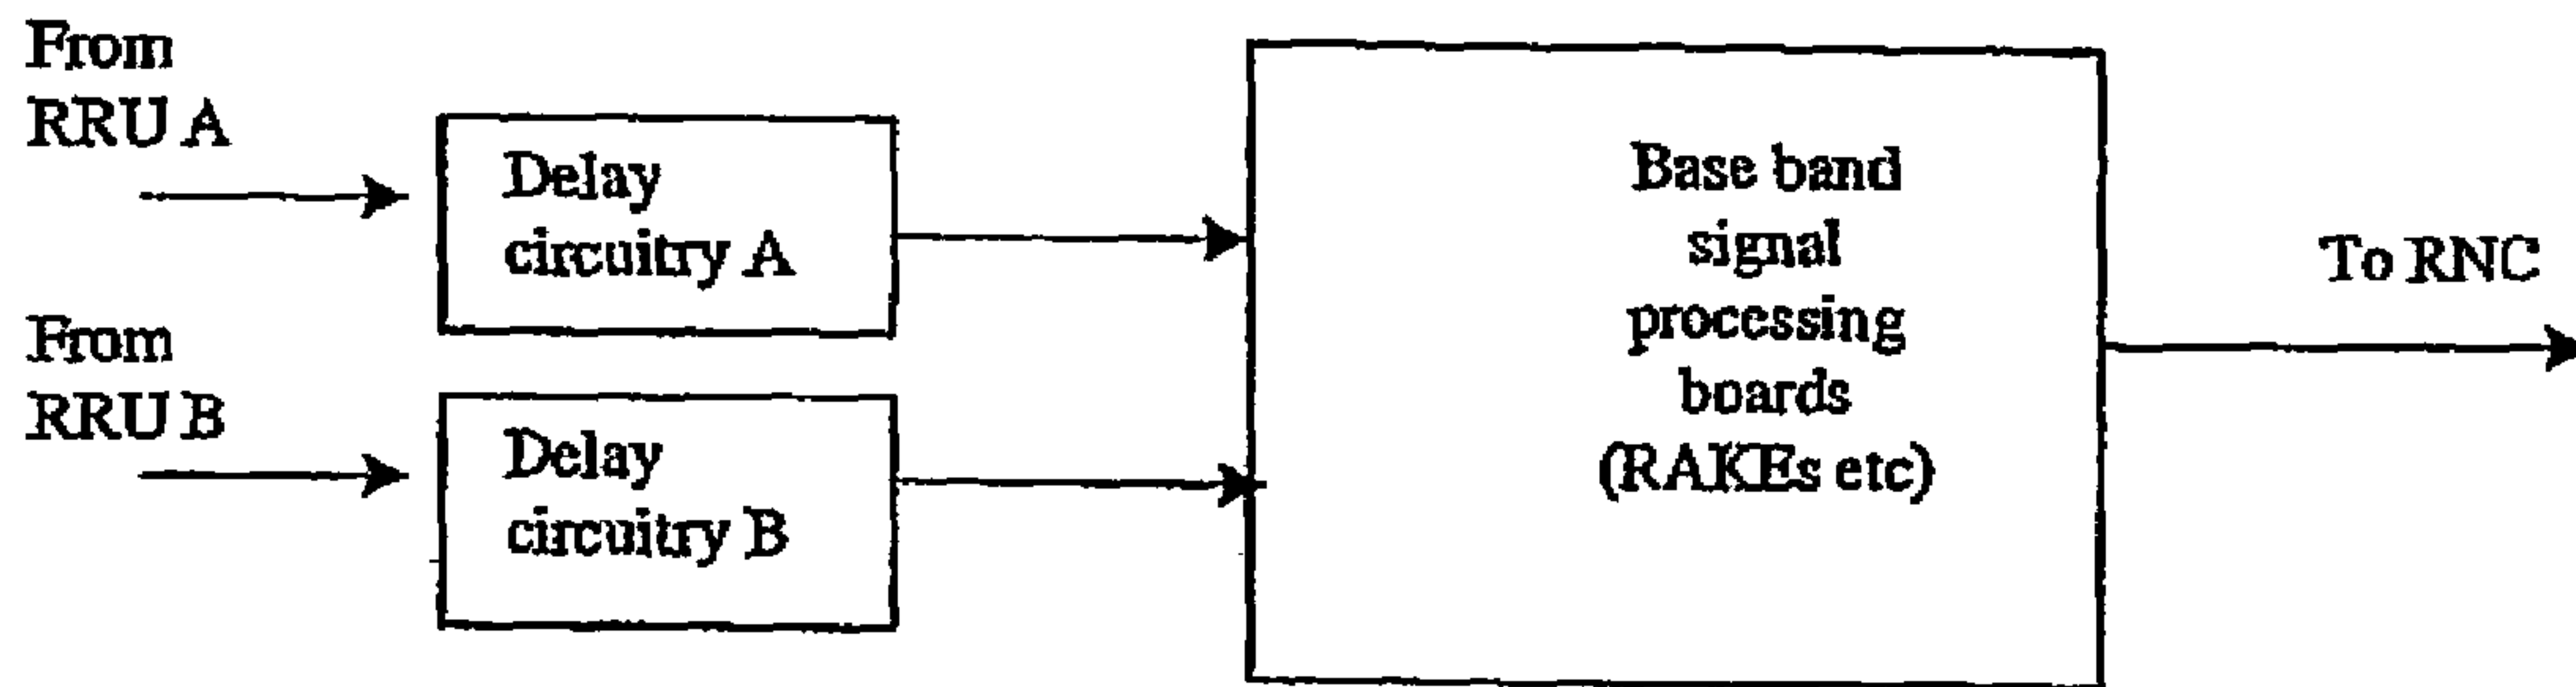 From
RRU A
Delay
circuitry A
From
RRU B
Delay
circuitry B
Base band
signal
processing
boards
(RAKEs etc)
To RNC